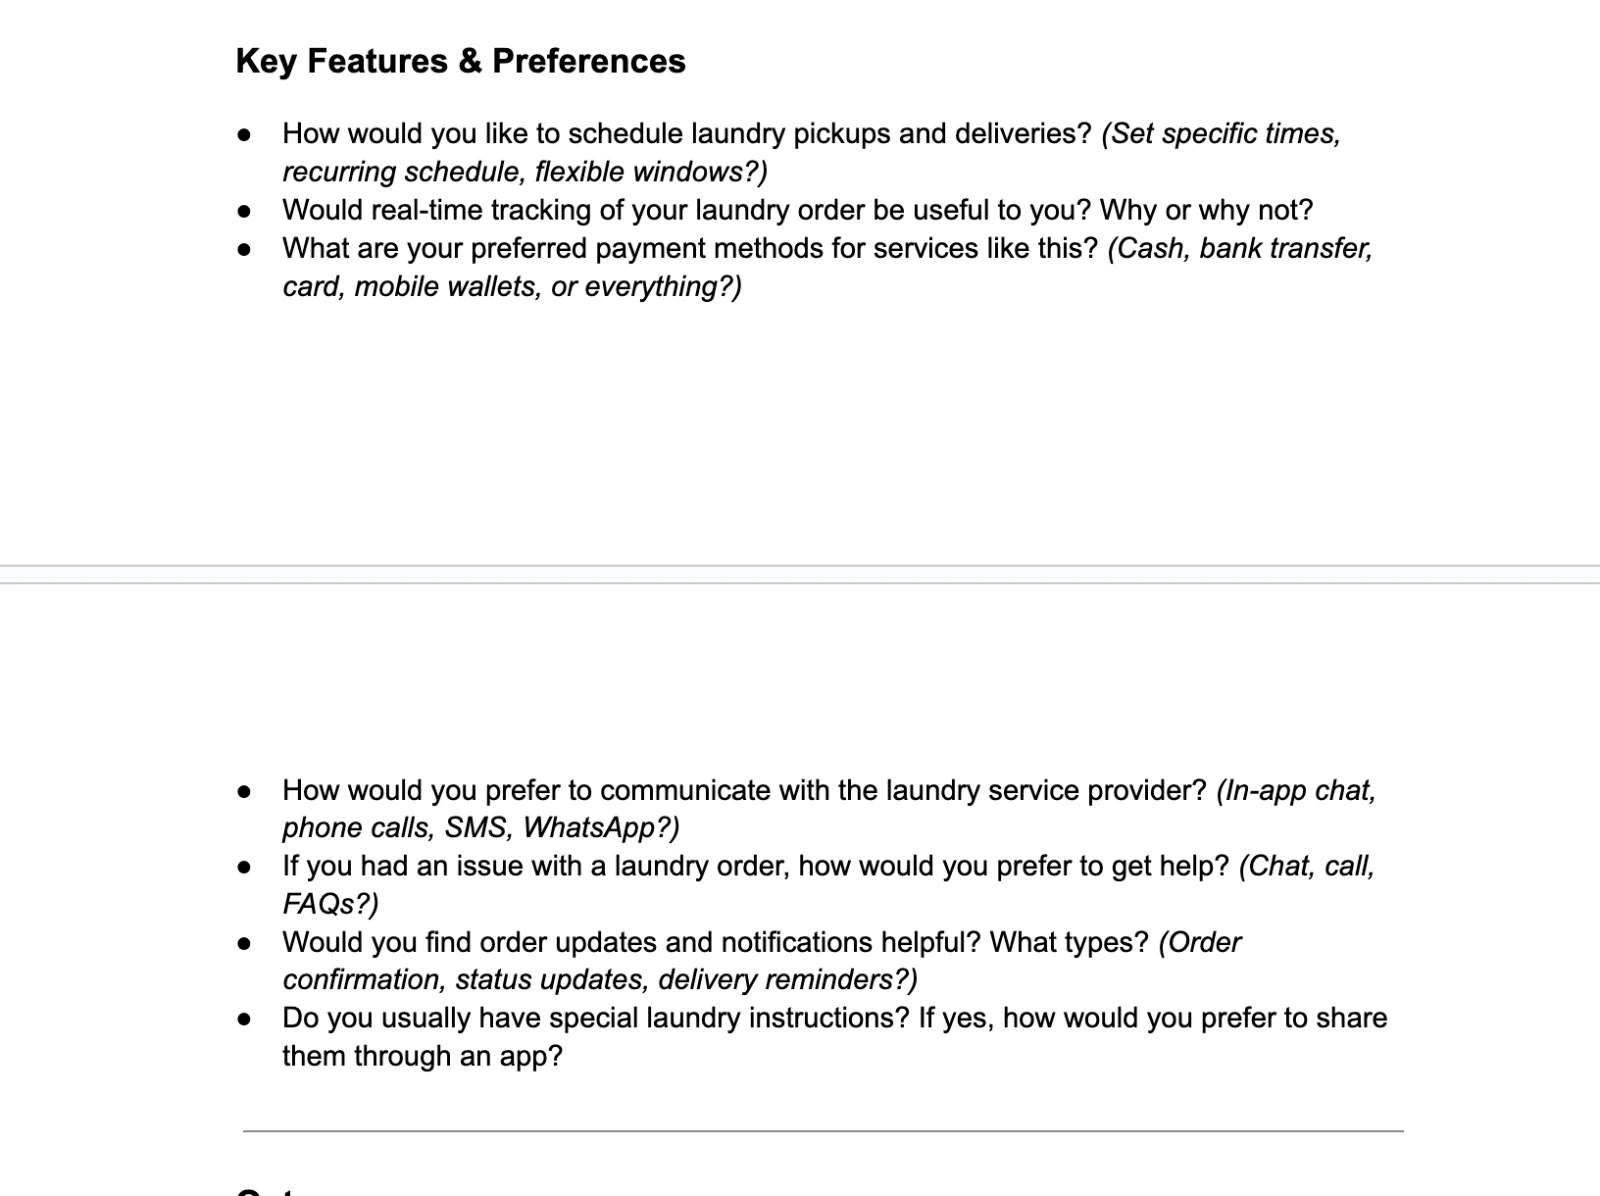 Key Features & Preferences
● How would you like to schedule laundry pickups and deliveries? (Set specific times,
recurring schedule, flexible windows?)
● Would real-time tracking of your laundry order be useful to you? Why or why not?
● What are your preferred payment methods for services like this? (Cash, bank transfer,
card, mobile wallets, or everything?)
● How would you prefer to communicate with the laundry service provider? (In-app chat,
phone calls, SMS, WhatsApp?)
● If you had an issue with a laundry order, how would you prefer to get help? (Chat, call,
FAQs?)
● Would you find order updates and notifications helpful? What types? (Order
confirmation, status updates, delivery reminders?)
● Do you usually have special laundry instructions? If yes, how would you prefer to share
them through an app?